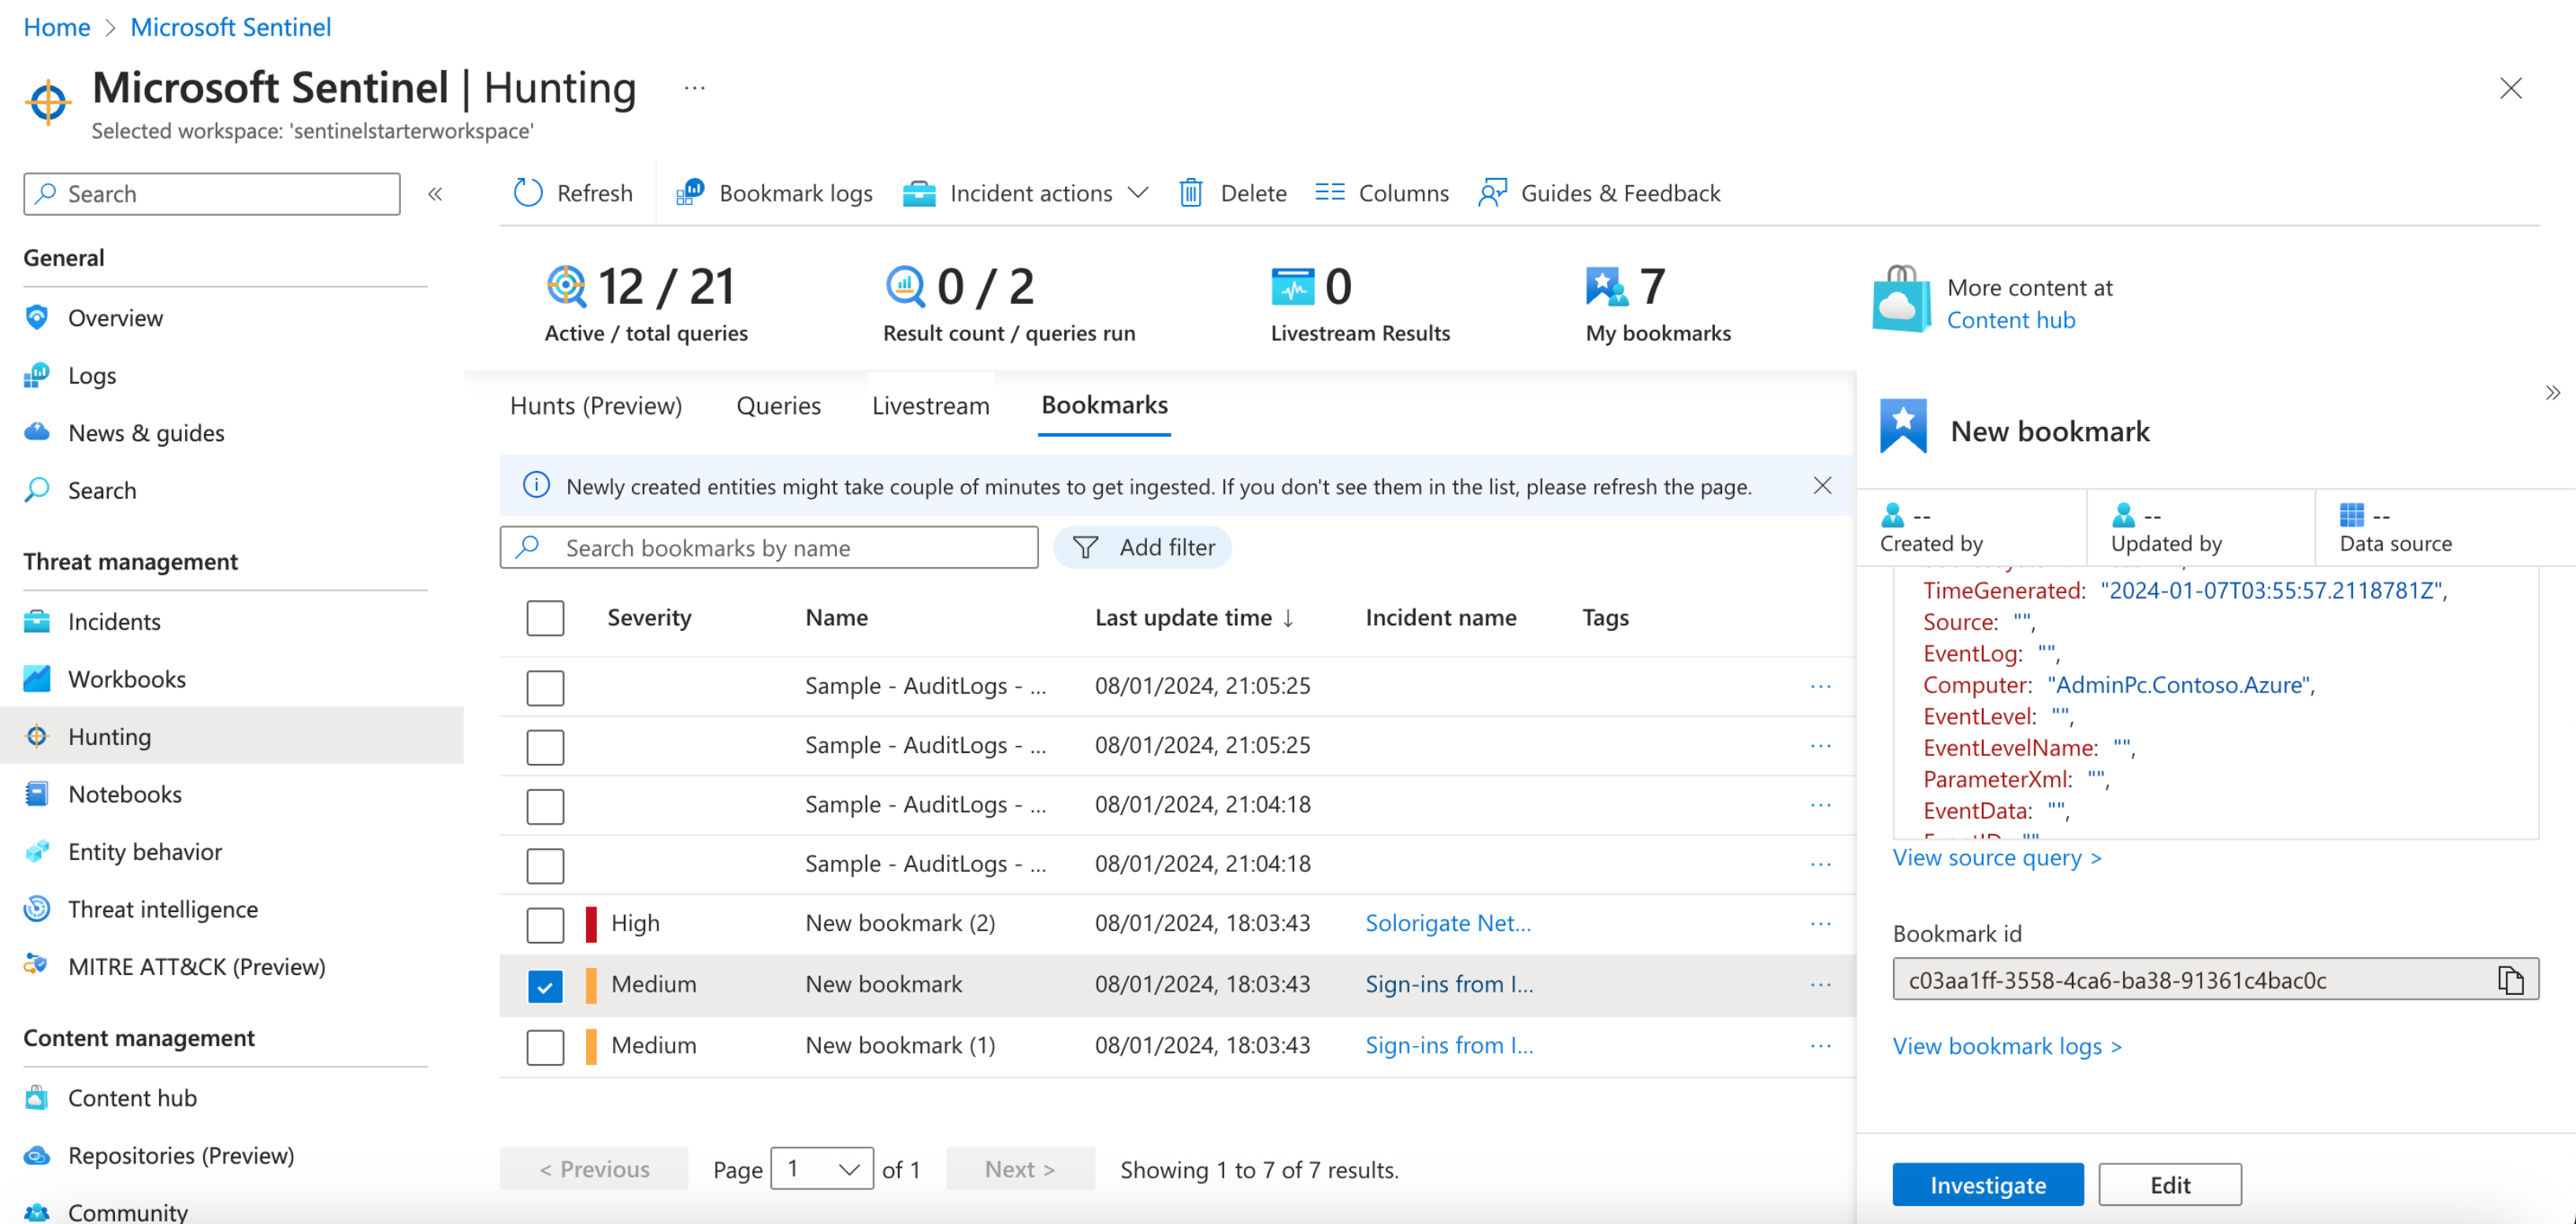 Home > Microsoft Sentinel
Microsoft Sentinel | Hunting ...
Selected workspace: 'sentinelstarterworkspace'
Search «
General
Overview
Logs
News & guides
Search
Threat management
Incidents
Workbooks
Hunting
Notebooks
Entity behavior
Threat intelligence
MITRE ATT&CK (Preview)
Content management
Content hub
Repositories (Preview)
Community
Refresh Bookmark logs Incident actions Delete Columns Guides & Feedback
12 / 21
Active / total queries
0 / 2
Result count / queries run
0
Livestream Results
7
My bookmarks
More content at
Content hub
Hunts (Preview) Queries Livestream Bookmarks
Newly created entities might take couple of minutes to get ingested. If you don't see them in the list, please refresh the page.
Search bookmarks by name Add filter
Severity Name Last update time ↓ Incident name Tags
Sample - AuditLogs - ... 08/01/2024, 21:05:25 ...
Sample - AuditLogs - ... 08/01/2024, 21:05:25 ...
Sample - AuditLogs - ... 08/01/2024, 21:04:18 ...
Sample - AuditLogs - ... 08/01/2024, 21:04:18 ...
High New bookmark (2) 08/01/2024, 18:03:43 Solorigate Net... ...
Medium New bookmark 08/01/2024, 18:03:43 Sign-ins from I... ...
Medium New bookmark (1) 08/01/2024, 18:03:43 Sign-ins from I... ...
< Previous Page 1 of 1 Next > Showing 1 to 7 of 7 results.
»
New bookmark
--
Created by
--
Updated by
--
Data source
TimeGenerated: "2024-01-07T03:55:57.2118781Z",
Source: "",
EventLog: "",
Computer: "AdminPc.Contoso.Azure",
EventLevel: "",
EventLevelName: "",
ParameterXml: "",
EventData: "",
View source query >
Bookmark id
c03aa1ff-3558-4ca6-ba38-91361c4bac0c
View bookmark logs >
Investigate Edit